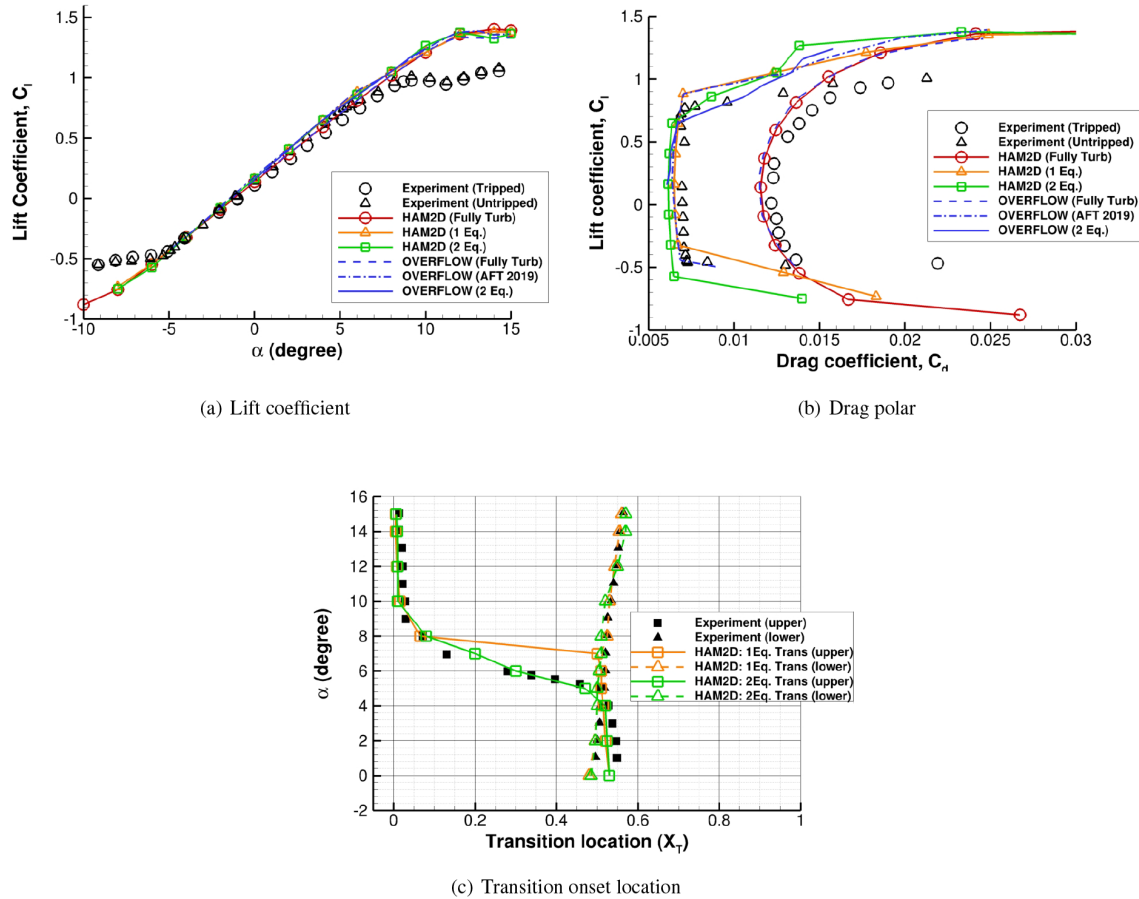 Lift Coefficient, Cl
1.5
1
0.5
0
-0.5
-1
-10
-5
0
5
10
15
α (degree)
Experiment (Tripped)
Experiment (Untripped)
HAM2D (Fully Turb)
HAM2D (1 Eq.)
HAM2D (2 Eq.)
OVERFLOW (Fully Turb)
OVERFLOW (AFT 2019)
OVERFLOW (2 Eq.)
(a) Lift coefficient
Lift coefficient, Cl
1.5
1
0.5
0
-0.5
-1
0.005
0.01
0.015
0.02
0.025
0.03
Drag coefficient, Cd
Experiment (Tripped)
Experiment (Untripped)
HAM2D (Fully Turb)
HAM2D (1 Eq.)
HAM2D (2 Eq.)
OVERFLOW (Fully Turb)
OVERFLOW (AFT 2019)
OVERFLOW (2 Eq.)
(b) Drag polar
α (degree)
16
14
12
10
8
6
4
2
0
-2
0
0.2
0.4
0.6
0.8
1
Transition location (XT)
Experiment (upper)
Experiment (lower)
HAM2D: 1Eq. Trans (upper)
HAM2D: 1Eq. Trans (lower)
HAM2D: 2Eq. Trans (upper)
HAM2D: 2Eq. Trans (lower)
(c) Transition onset location